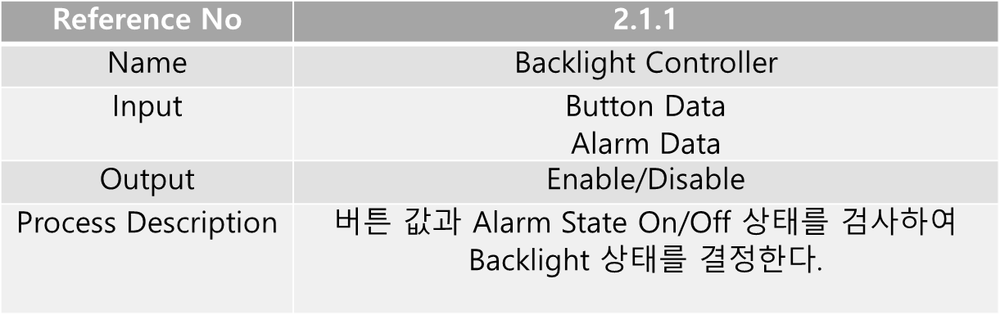 Reference No 2.1.1
Name Backlight Controller
Input Button Data
Alarm Data
Output Enable/Disable
Process Description 버튼 값과 Alarm State On/Off 상태를 검사하여
Backlight 상태를 결정한다.